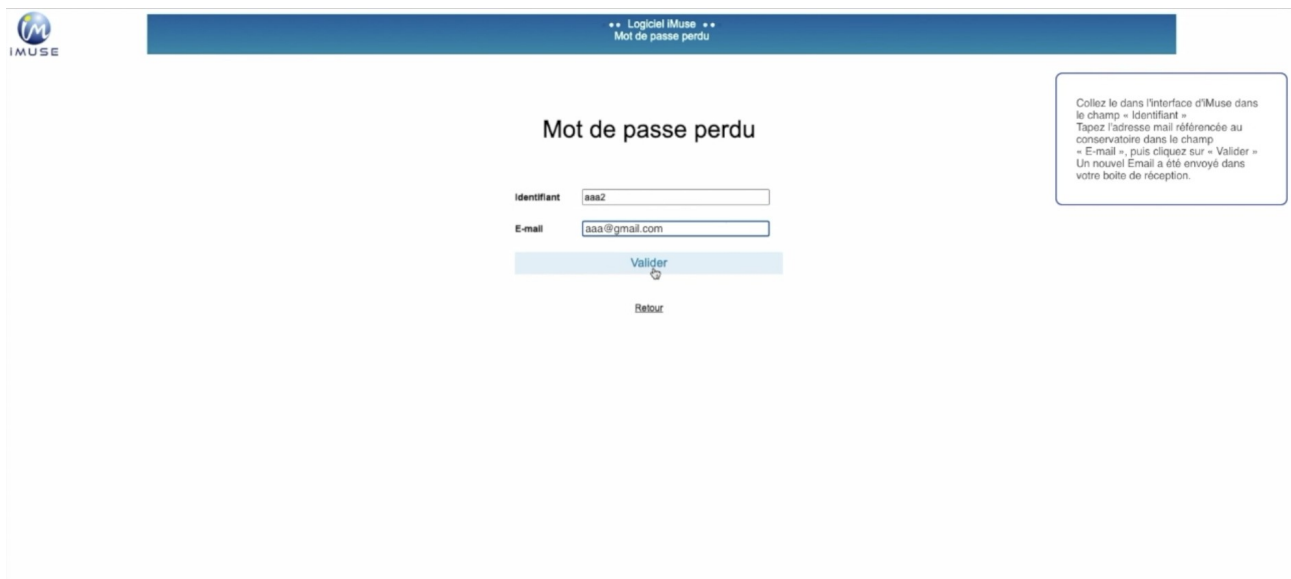 iM
iMUSE
•• Logiciel iMuse ••
Mot de passe perdu
Collez le dans l'interface d'iMuse dans
le champ « Identifiant »
Tapez l'adresse mail référencée au
conservatoire dans le champ
« E-mail », puis cliquez sur « Valider »
Un nouvel Email a été envoyé dans
votre boite de réception.
Mot de passe perdu
Identifiant aaa2
E-mail aaa@gmail.com
Valider
Retour